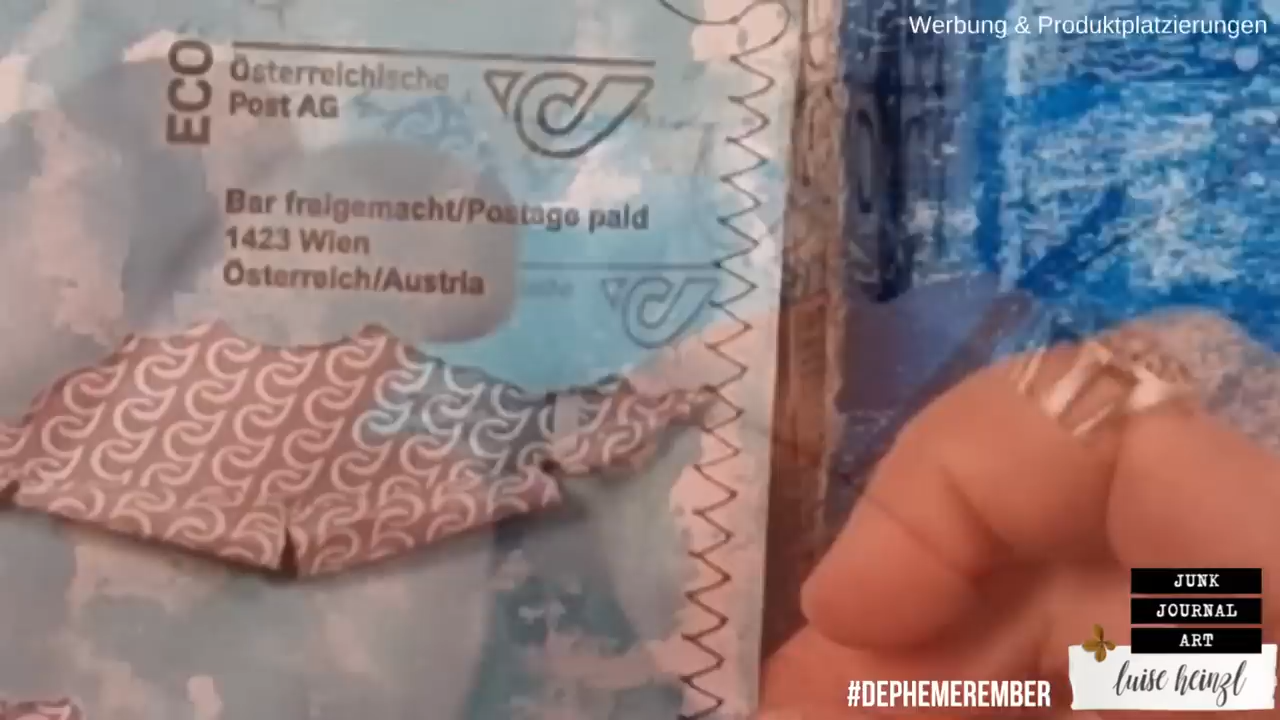 Werbung & Produktplatzierungen
ECO
Österreichische
Post AG
Bar freigemacht/Postage paid
1423 Wien
Österreich/Austria
JUNK
JOURNAL
ART
luise heinzl
#DEPHEMEREMBER